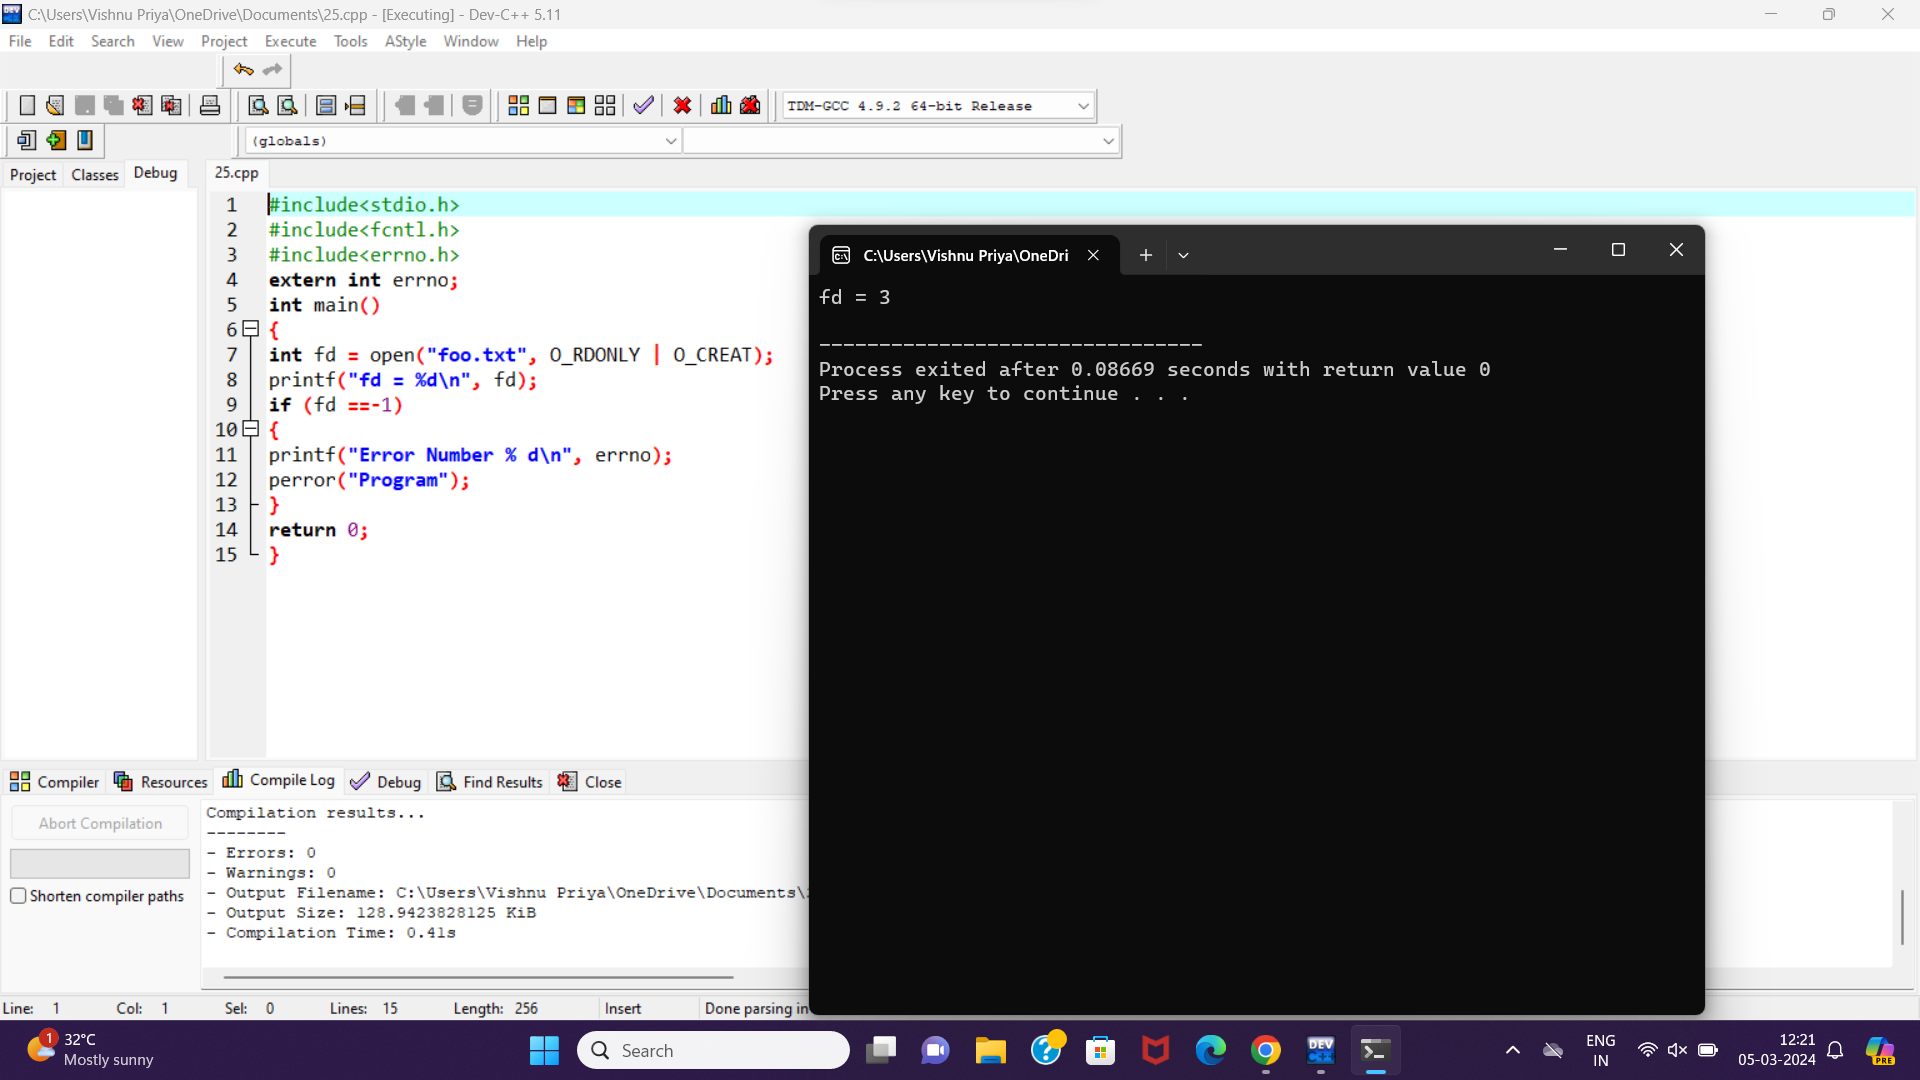 C:\Users\Vishnu Priya\OneDrive\Documents\25.cpp - [Executing] - Dev-C++ 5.11
File Edit Search View Project Execute Tools AStyle Window Help
TDM-GCC 4.9.2 64-bit Release
(globals)
Project Classes Debug
25.cpp
1 #include<stdio.h>
2 #include<fcntl.h>
3 #include<errno.h>
4 extern int errno;
5 int main()
6 {
7 int fd = open("foo.txt", O_RDONLY | O_CREAT);
8 printf("fd = %d\n", fd);
9 if (fd ==-1)
10 {
11 printf("Error Number % d\n", errno);
12 perror("Program");
13 }
14 return 0;
15 }
C:\Users\Vishnu Priya\OneDri
fd = 3
--------------------------------
Process exited after 0.08669 seconds with return value 0
Press any key to continue . . .
Compiler Resources Compile Log Debug Find Results Close
Abort Compilation
Shorten compiler paths
Compilation results...
--------
- Errors: 0
- Warnings: 0
- Output Filename: C:\Users\Vishnu Priya\OneDrive\Documents\
- Output Size: 128.9423828125 KiB
- Compilation Time: 0.41s
Line: 1 Col: 1 Sel: 0 Lines: 15 Length: 256 Insert Done parsing in
1
32°C
Mostly sunny
Search
DEV
ENG
IN
12:21
05-03-2024
PRE